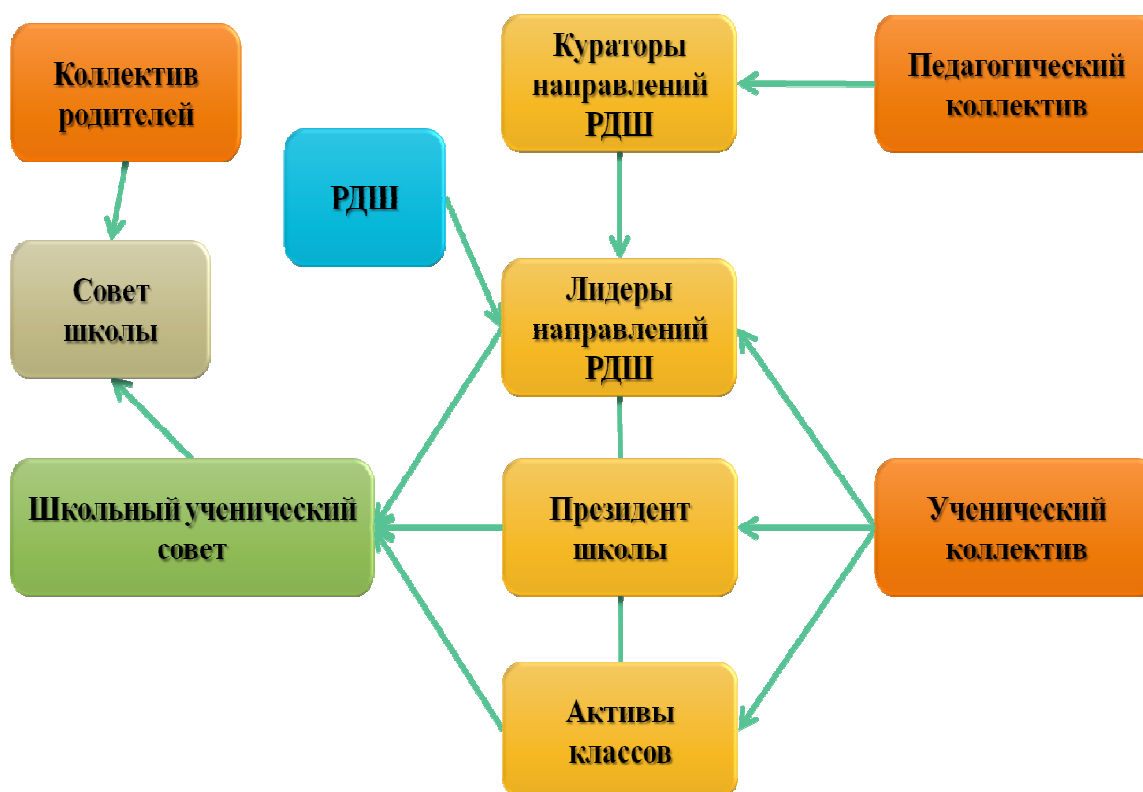 Коллектив
родителей
Кураторы
направлений
РДШ
Педагогический
коллектив
РДШ
Совет
школы
Лидеры
направлений
РДШ
Школьный ученический
совет
Президент
школы
Ученический
коллектив
Активы
классов